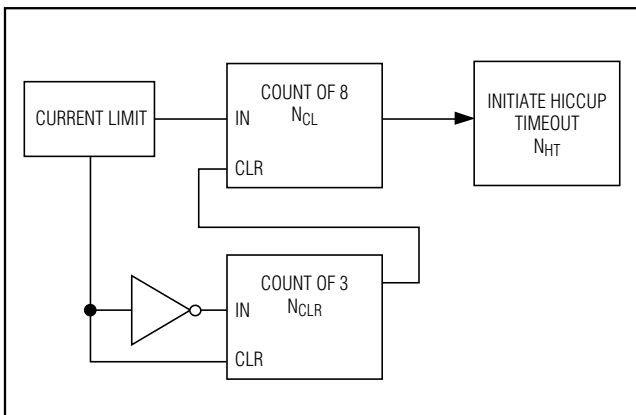 CURRENT LIMIT
COUNT OF 8
NCL
IN
CLR
INITIATE HICCUP
TIMEOUT
NHT
COUNT OF 3
NCLR
IN
CLR